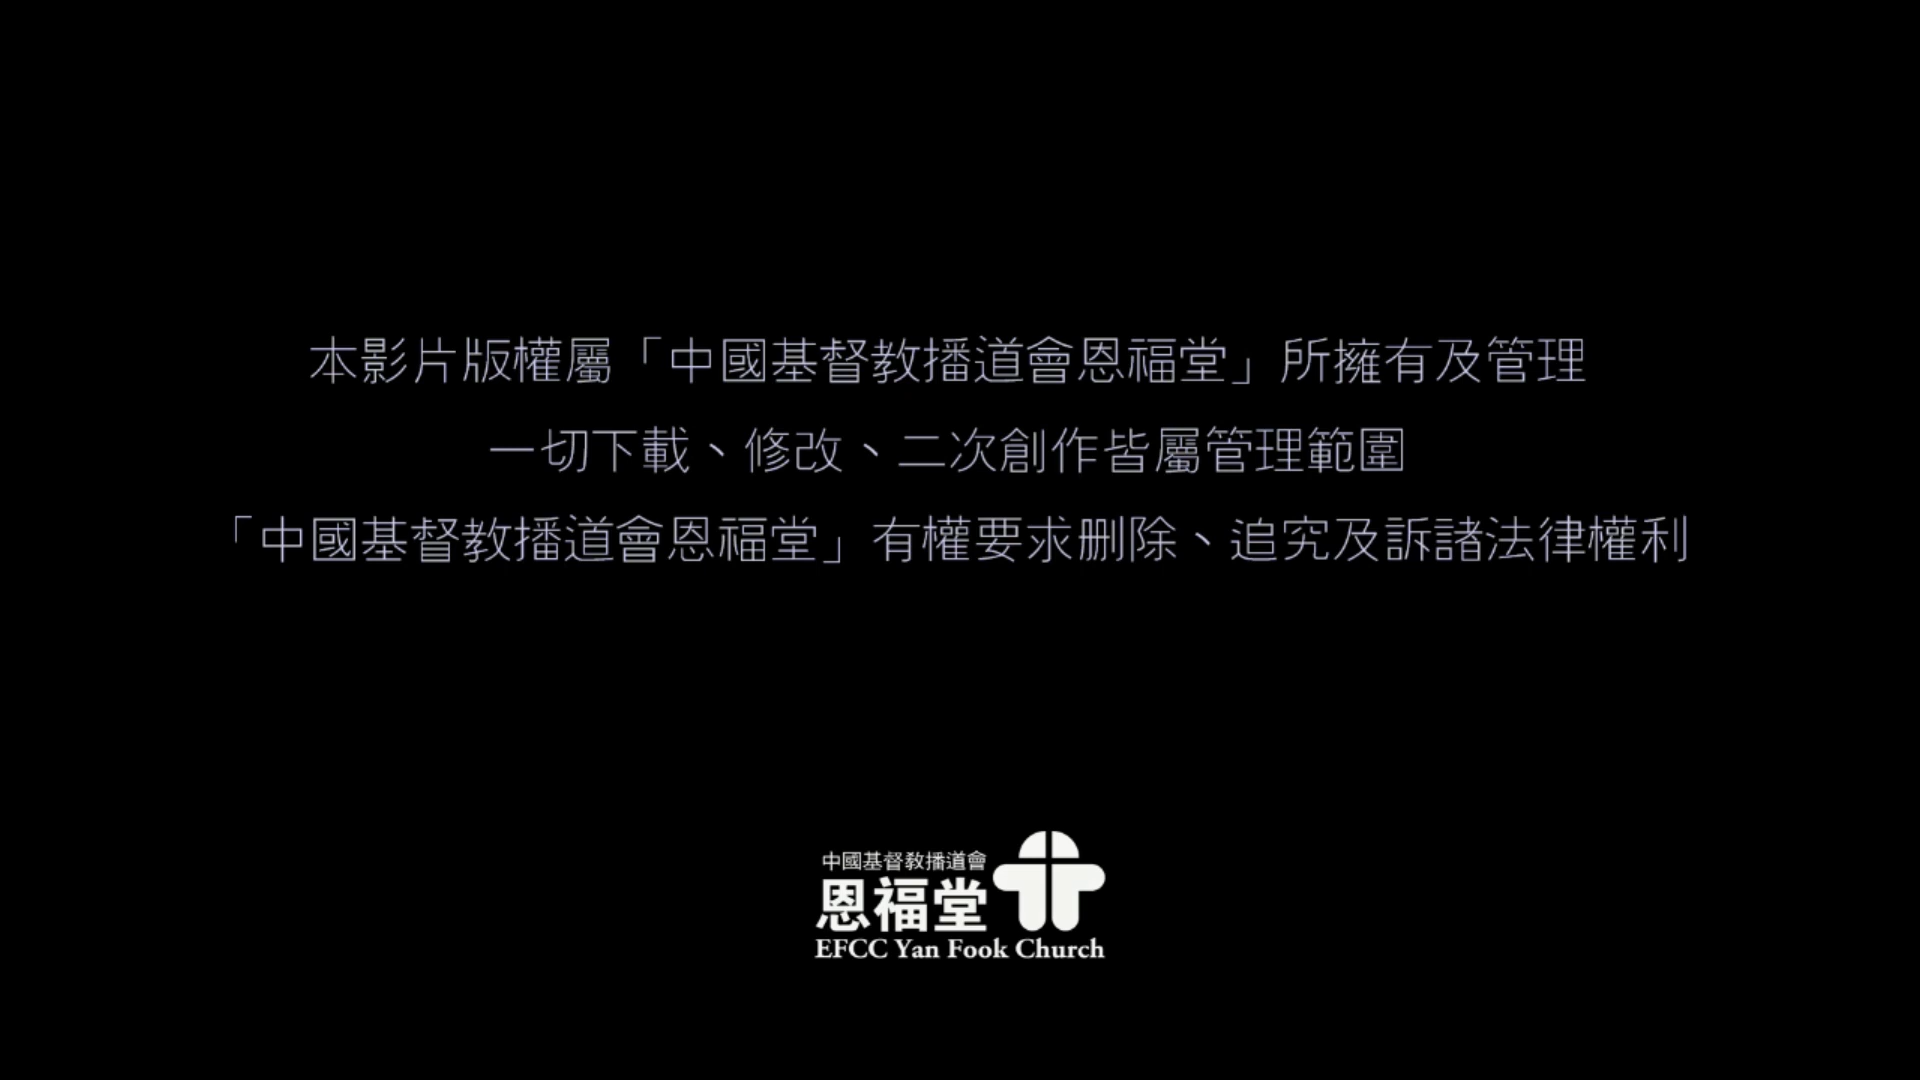 本影片版權屬「中國基督教播道會恩福堂」所擁有及管理
一切下載、修改、二次創作皆屬管理範圍
「中國基督教播道會恩福堂」有權要求刪除、追究及訴諸法律權利
中國基督教播道會
恩福堂
EFCC Yan Fook Church